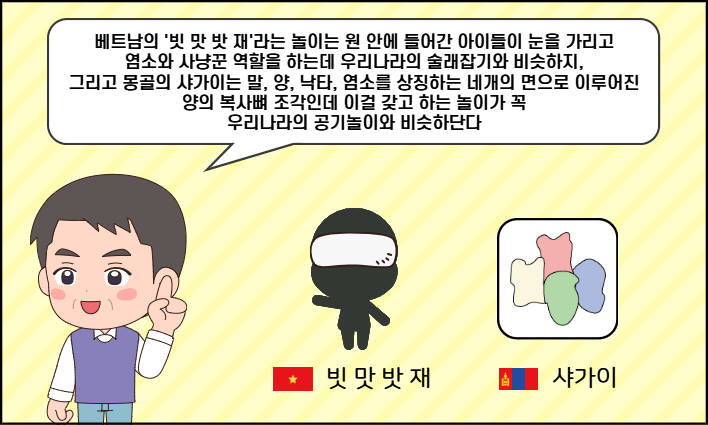 베트남의 '빗 맛 밧 재'라는 놀이는 원 안에 들어간 아이들이 눈을 가리고
염소와 사냥꾼 역할을 하는데 우리나라의 술래잡기와 비슷하지,
그리고 몽골의 샤가이는 말, 양, 낙타, 염소를 상징하는 네개의 면으로 이루어진
양의 복사뼈 조각인데 이걸 갖고 하는 놀이가 꼭
우리나라의 공기놀이와 비슷하단다
빗 맛 밧 재
샤가이